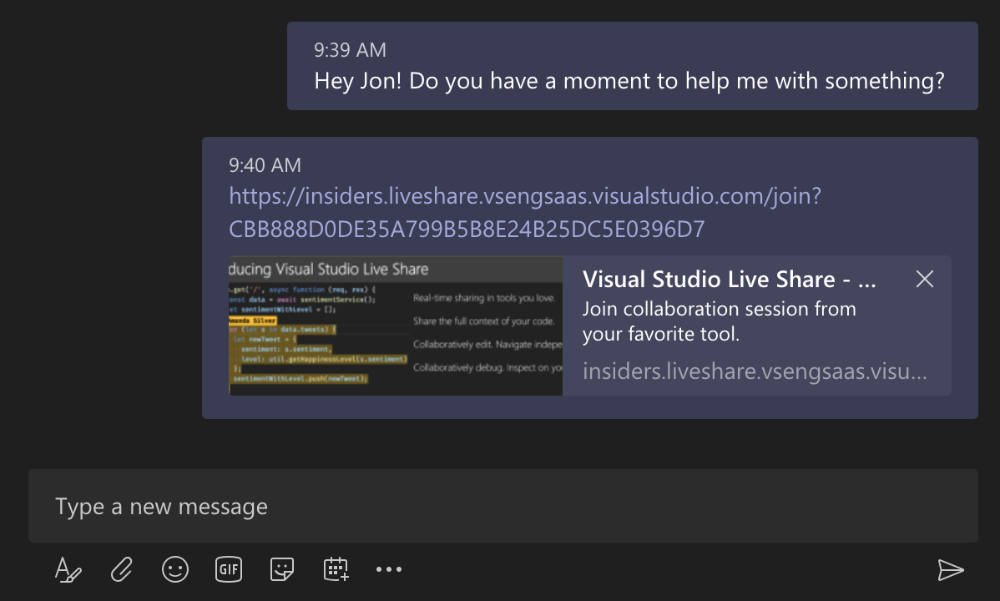 9:39 AM
Hey Jon! Do you have a moment to help me with something?
9:40 AM
https://insiders.liveshare.vsengsaas.visualstudio.com/join?
CBB888D0DE35A799B5B8E24B25DC5E0396D7
ducing Visual Studio Live Share
.get('/', async function (req, res) {
onst data = await sentimentService();
et sentimentWithLevel = [];
Amanda Silver
or (let s in data.tweets) {
let newTweet = {
sentiment: s.sentiment,
level: util.getHappinessLevel(s.sentiment)
};
sentimentWithLevel.push(newTweet);
Real-time sharing in tools you love.
Share the full context of your code.
Collaboratively edit. Navigate indepe
Collaboratively debug. Inspect on you
Visual Studio Live Share - ...
Join collaboration session from
your favorite tool.
insiders.liveshare.vsengsaas.visu...
Type a new message
GIF